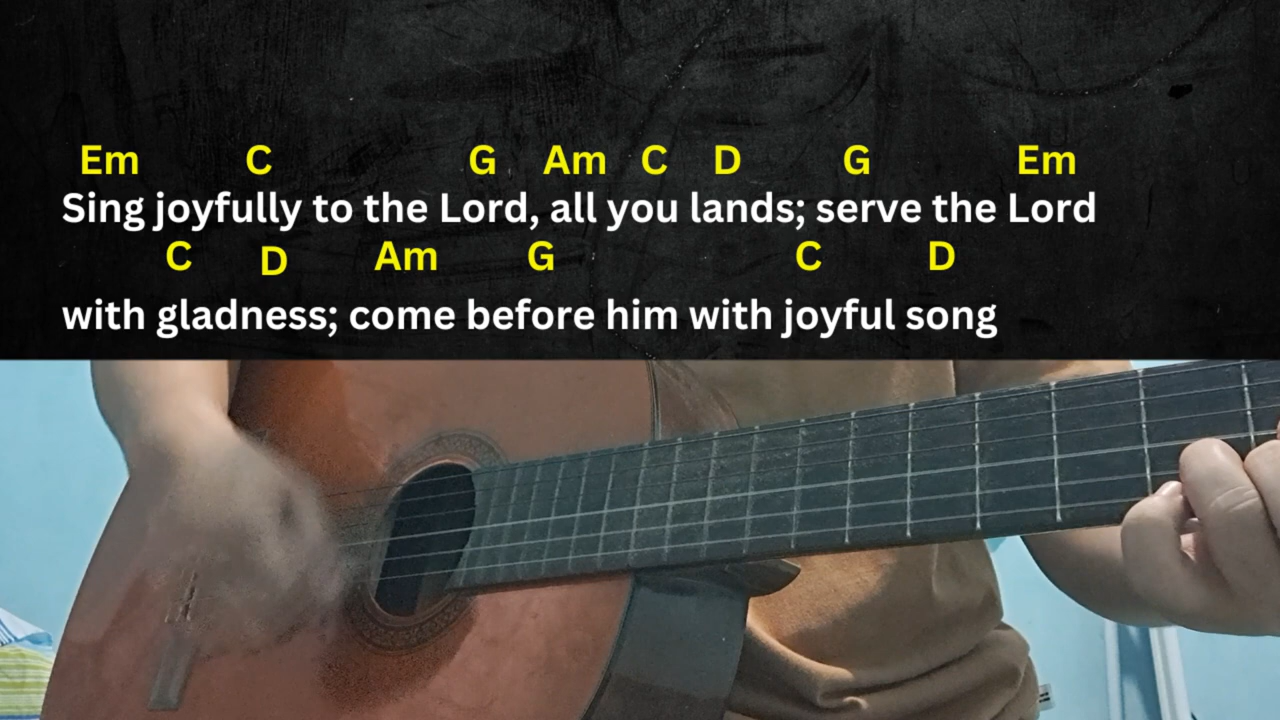 Em C G Am C D G Em
Sing joyfully to the Lord, all you lands; serve the Lord
C D Am G C D
with gladness; come before him with joyful song